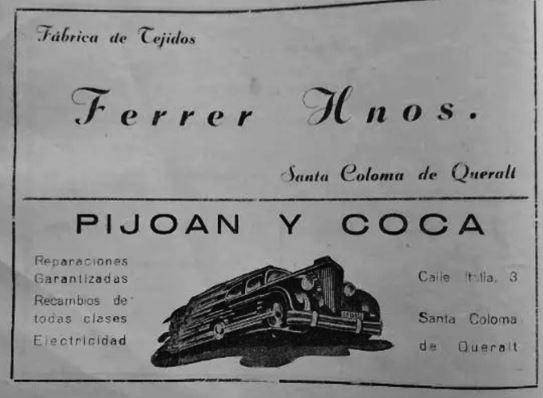 Fábrica de Tejidos
Ferrer Hnos.
Santa Coloma de Queralt
PIJOAN Y COCA
Reparaciones
Garantizadas
Recambios de
todas clases
Electricidad
Calle Italia, 3
Santa Coloma
de Queralt